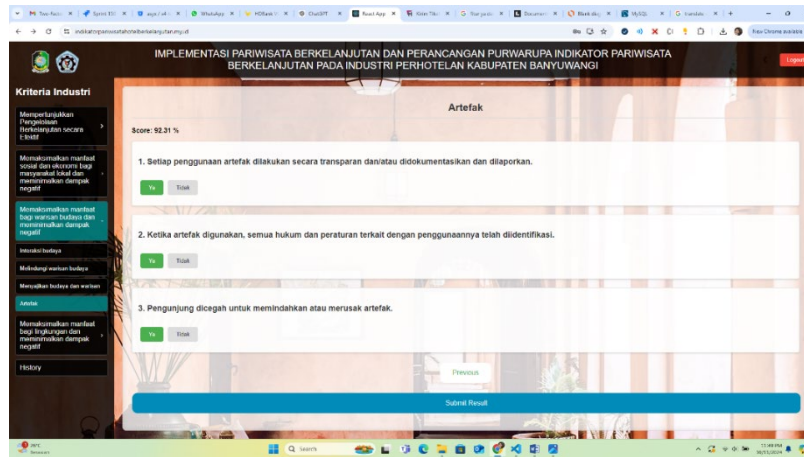 New Chrome available
IMPLEMENTASI PARIWISATA BERKELANJUTAN DAN PERANCANGAN PURWARUPA INDIKATOR PARIWISATA
BERKELANJUTAN PADA INDUSTRI PERHOTELAN KABUPATEN BANYUWANGI
Logout
Kriteria Industri
Mempertunjukkan
Pengelolaan
Berkelanjutan secara
Efektif
Memaksimalkan manfaat
sosial dan ekonomi bagi
masyarakat lokal dan
meminimalkan dampak
negatif
Memaksimalkan manfaat
bagi warisan budaya dan
meminimalkan dampak
negatif
Interaksi budaya
Melindungi warisan budaya
Menyajikan budaya dan warisan
Artefak
Memaksimalkan manfaat
bagi lingkungan dan
meminimalkan dampak
negatif
History
Artefak
Score: 92.31 %
1. Setiap penggunaan artefak dilakukan secara transparan dan/atau didokumentasikan dan dilaporkan.
Ya Tidak
2. Ketika artefak digunakan, semua hukum dan peraturan terkait dengan penggunaannya telah diidentifikasi.
Ya Tidak
3. Pengunjung dicegah untuk memindahkan atau merusak artefak.
Ya Tidak
Previous
Submit Result
Search